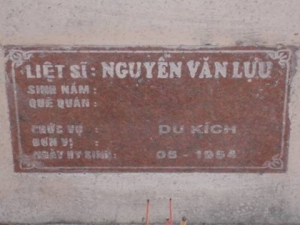 LIỆT SĨ : NGUYỄN VĂN LỰU
SINH NĂM :
QUÊ QUÁN :
CHỨC VỤ : DU KÍCH
ĐƠN VỊ :
NGÀY HY SINH : 05 - 1954